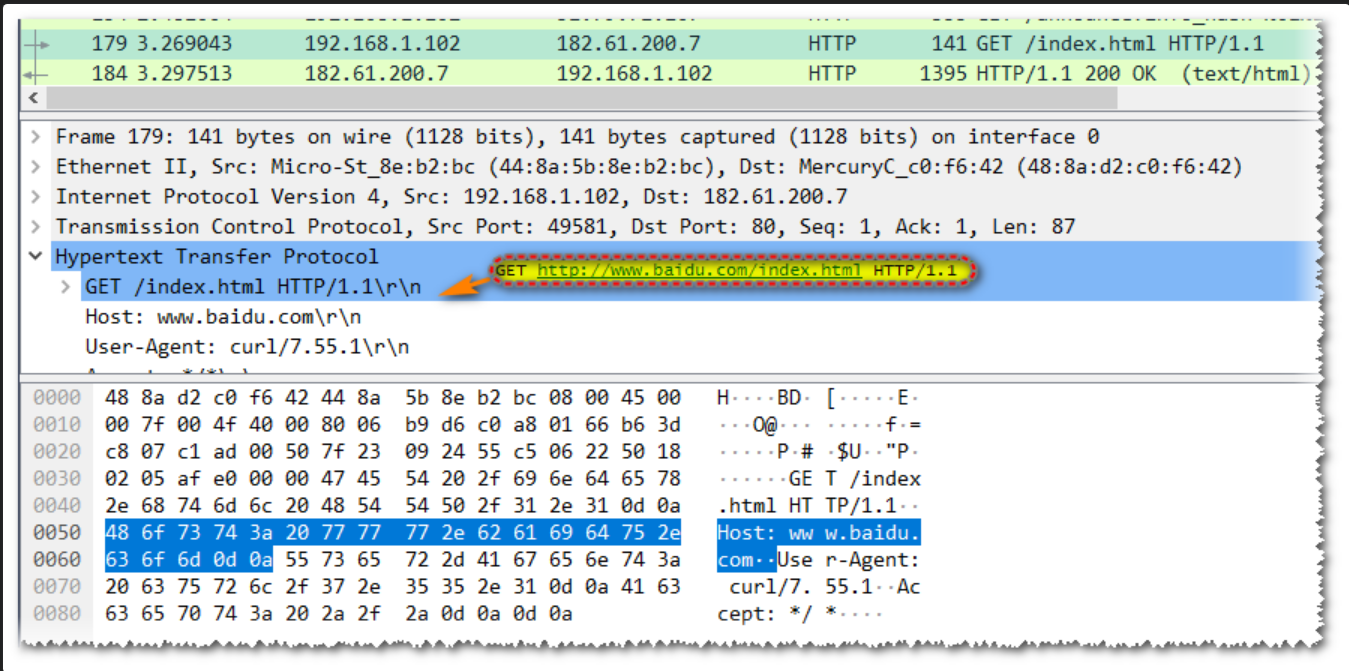 179 3.269043 192.168.1.102 182.61.200.7 HTTP 141 GET /index.html HTTP/1.1
184 3.297513 182.61.200.7 192.168.1.102 HTTP 1395 HTTP/1.1 200 OK (text/html)
Frame 179: 141 bytes on wire (1128 bits), 141 bytes captured (1128 bits) on interface 0
Ethernet II, Src: Micro-St_8e:b2:bc (44:8a:5b:8e:b2:bc), Dst: MercuryC_c0:f6:42 (48:8a:d2:c0:f6:42)
Internet Protocol Version 4, Src: 192.168.1.102, Dst: 182.61.200.7
Transmission Control Protocol, Src Port: 49581, Dst Port: 80, Seq: 1, Ack: 1, Len: 87
Hypertext Transfer Protocol
GET http://www.baidu.com/index.html HTTP/1.1
GET /index.html HTTP/1.1\r\n
Host: www.baidu.com\r\n
User-Agent: curl/7.55.1\r\n
0000 48 8a d2 c0 f6 42 44 8a 5b 8e b2 bc 08 00 45 00 H····BD· [·····E·
0010 00 7f 00 4f 40 00 80 06 b9 d6 c0 a8 01 66 b6 3d ···O@··· ·····f·=
0020 c8 07 c1 ad 00 50 7f 23 09 24 55 c5 06 22 50 18 ·····P·# ·$U··"P·
0030 02 05 af e0 00 00 47 45 54 20 2f 69 6e 64 65 78 ······GE T /index
0040 2e 68 74 6d 6c 20 48 54 54 50 2f 31 2e 31 0d 0a .html HT TP/1.1··
0050 48 6f 73 74 3a 20 77 77 77 2e 62 61 69 64 75 2e Host: ww w.baidu.
0060 63 6f 6d 0d 0a 55 73 65 72 2d 41 67 65 6e 74 3a com··Use r-Agent:
0070 20 63 75 72 6c 2f 37 2e 35 35 2e 31 0d 0a 41 63 curl/7. 55.1··Ac
0080 63 65 70 74 3a 20 2a 2f 2a 0d 0a 0d 0a cept: */ *····